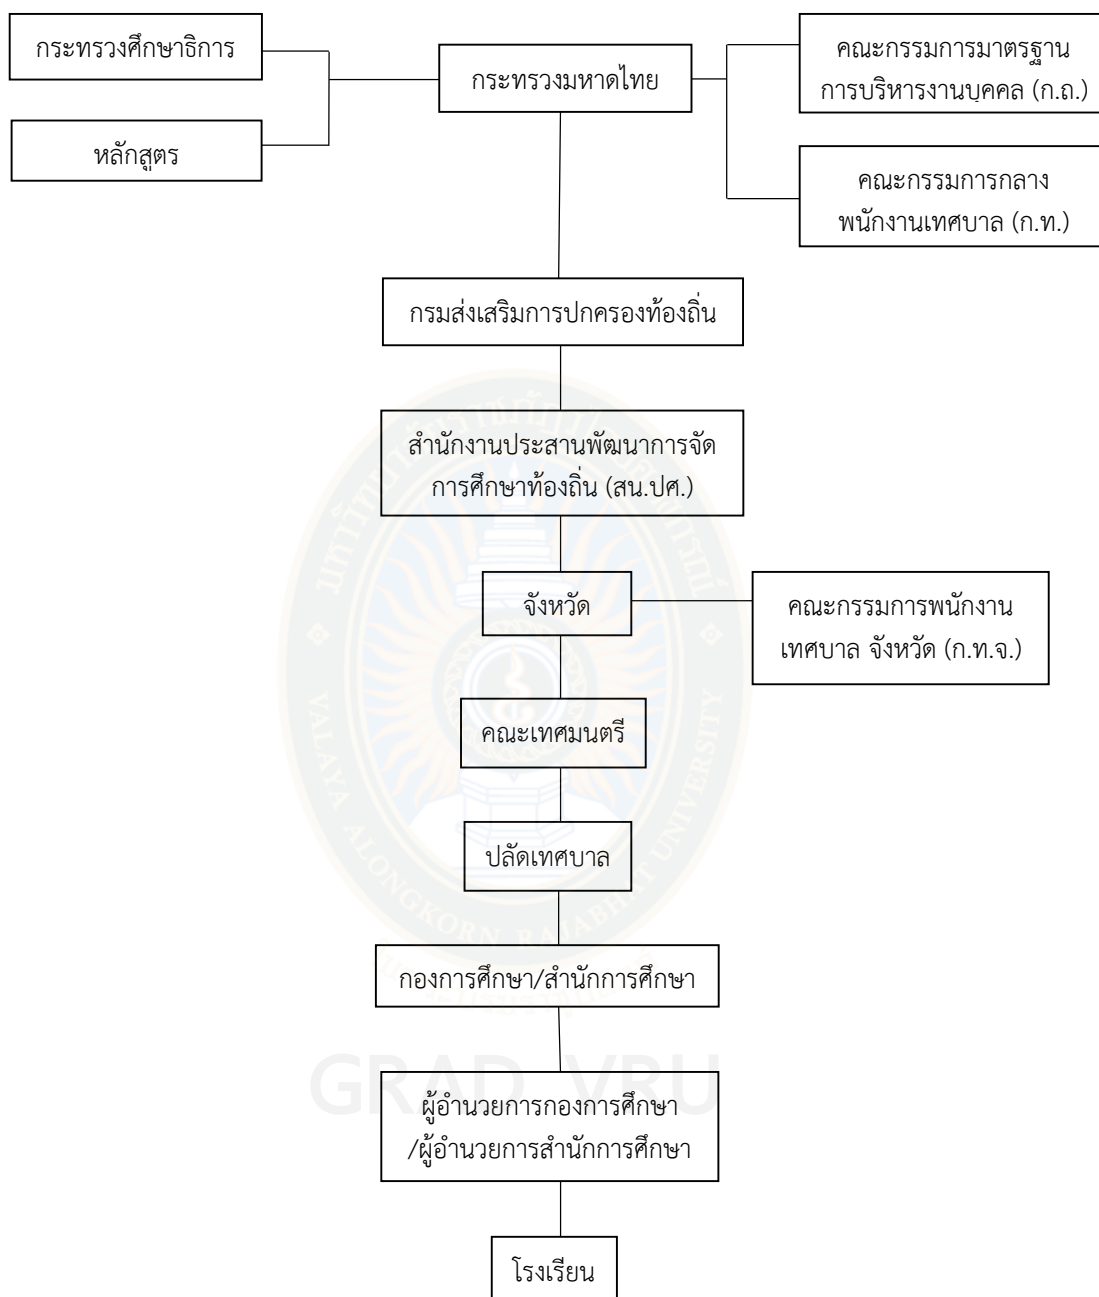 กระทรวงศึกษาธิการ
หลักสูตร
กระทรวงมหาดไทย
คณะกรรมการมาตรฐาน
การบริหารงานบุคคล (ก.ถ.)
คณะกรรมการกลาง
พนักงานเทศบาล (ก.ท.)
กรมส่งเสริมการปกครองท้องถิ่น
สำนักงานประสานพัฒนาการจัด
การศึกษาท้องถิ่น (สน.ปศ.)
จังหวัด
คณะกรรมการพนักงาน
เทศบาล จังหวัด (ก.ท.จ.)
คณะเทศมนตรี
ปลัดเทศบาล
กองการศึกษา/สำนักการศึกษา
ผู้อำนวยการกองการศึกษา
/ผู้อำนวยการสำนักการศึกษา
โรงเรียน
VALAYA ALONGKORN RAJABHAT UNIVERSITY
GRAD VRU